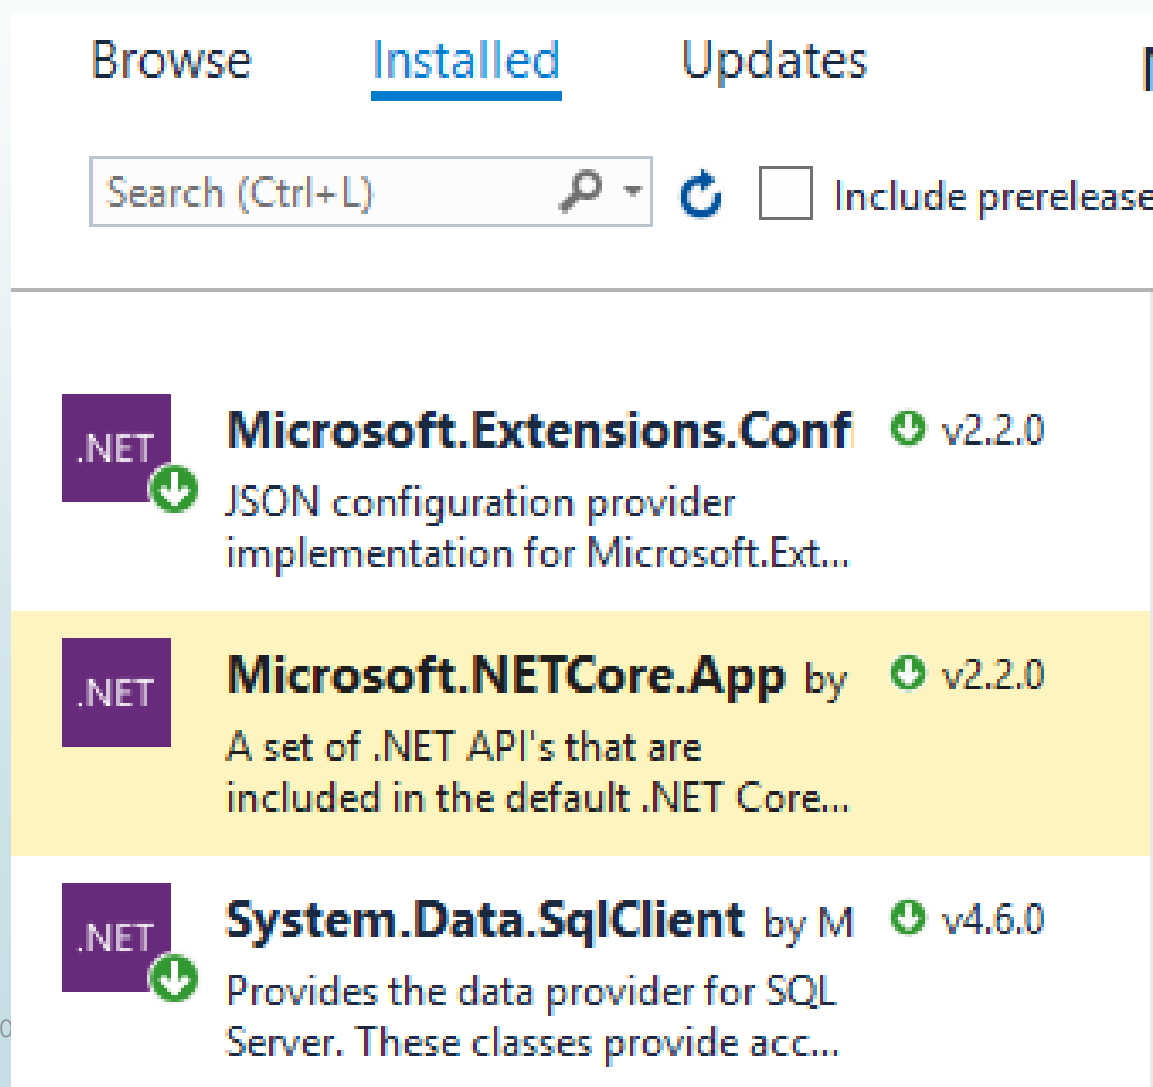 Browse Installed Updates
Search (Ctrl+L) Include prerelease
.NET Microsoft.Extensions.Conf v2.2.0
JSON configuration provider
implementation for Microsoft.Ext...
.NET Microsoft.NETCore.App by v2.2.0
A set of .NET API's that are
included in the default .NET Core...
.NET System.Data.SqlClient by M v4.6.0
Provides the data provider for SQL
Server. These classes provide acc...